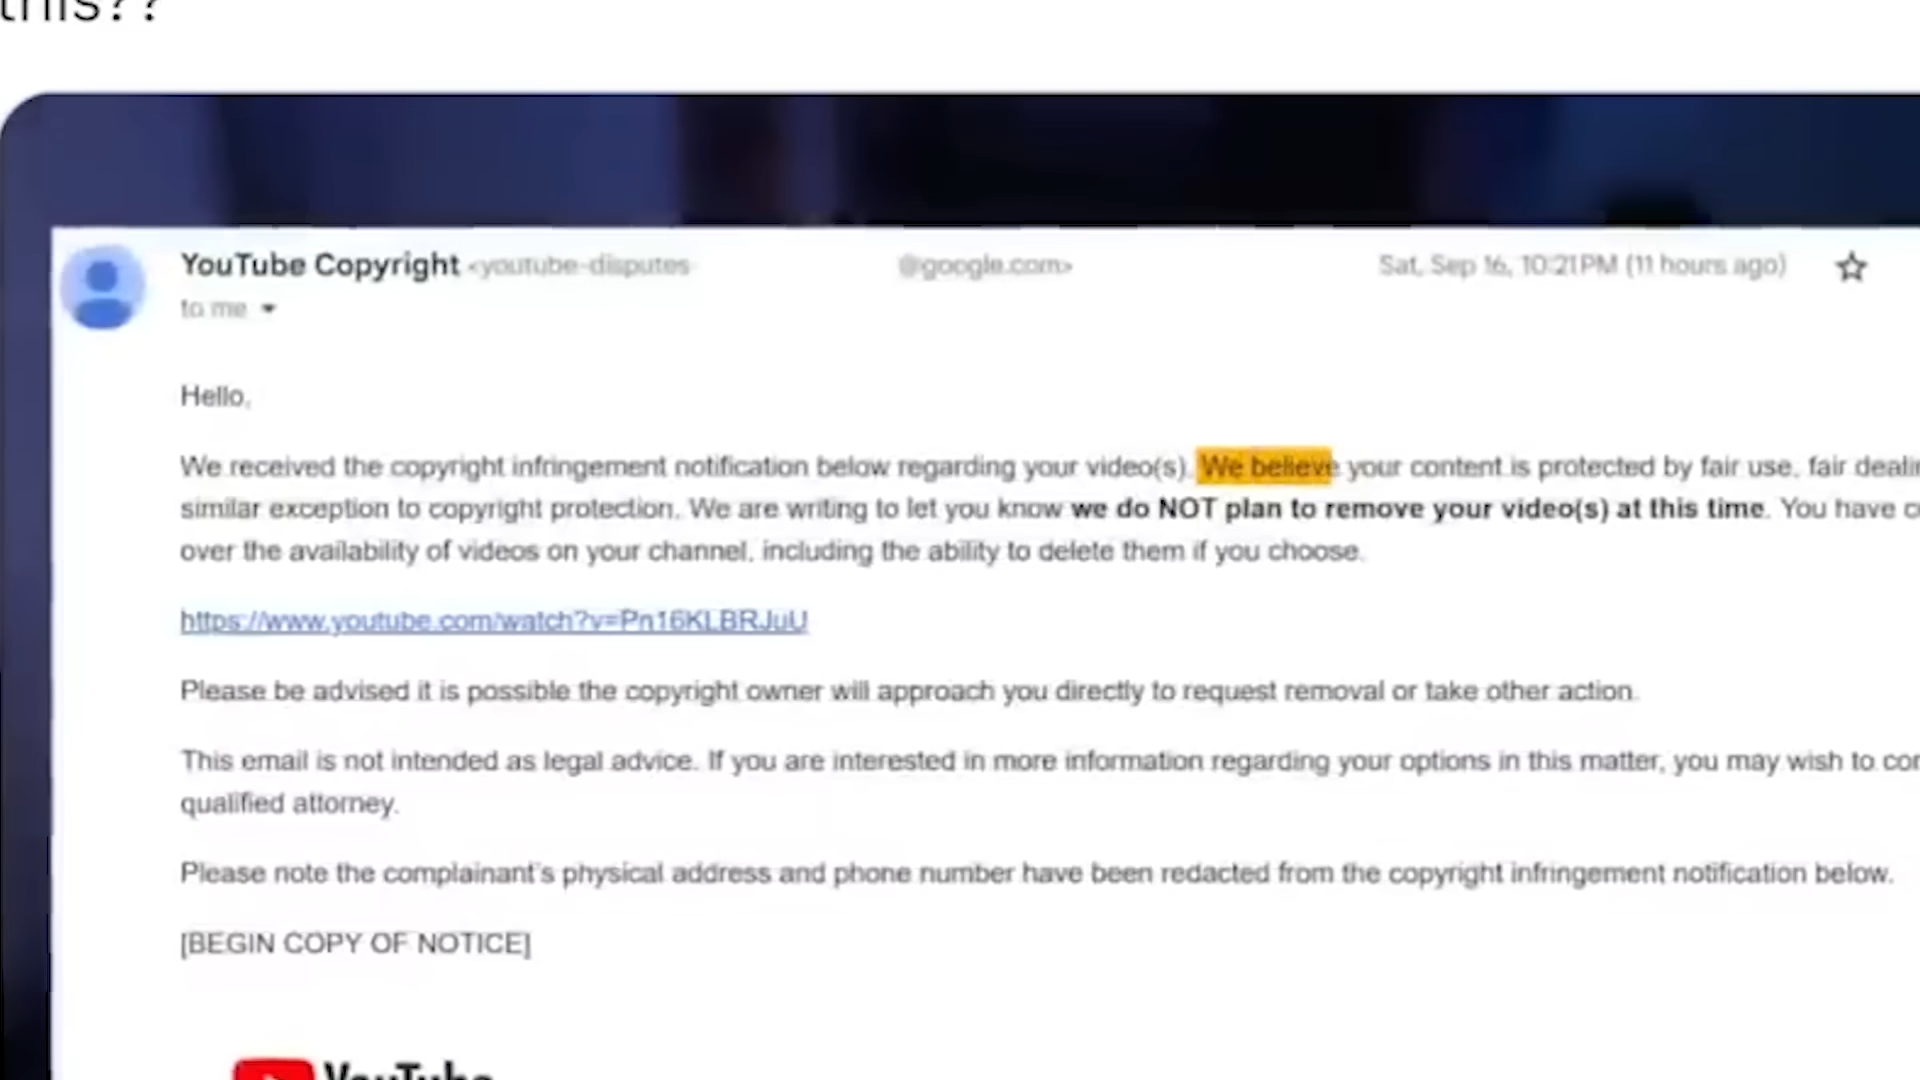 this??
YouTube Copyright <youtube-disputes @google.com> Sat, Sep 16, 10:21 PM (11 hours ago)
to me
Hello,
We received the copyright infringement notification below regarding your video(s). We believe your content is protected by fair use, fair
similar exception to copyright protection. We are writing to let you know we do NOT plan to remove your video(s) at this time. You have
over the availability of videos on your channel, including the ability to delete them if you choose.
https://www.youtube.com/watch?v=Pn16KLBRJuU
Please be advised it is possible the copyright owner will approach you directly to request removal or take other action.
This email is not intended as legal advice. If you are interested in more information regarding your options in this matter, you may wish to
qualified attorney.
Please note the complainant's physical address and phone number have been redacted from the copyright infringement notification below.
[BEGIN COPY OF NOTICE]
YouTube